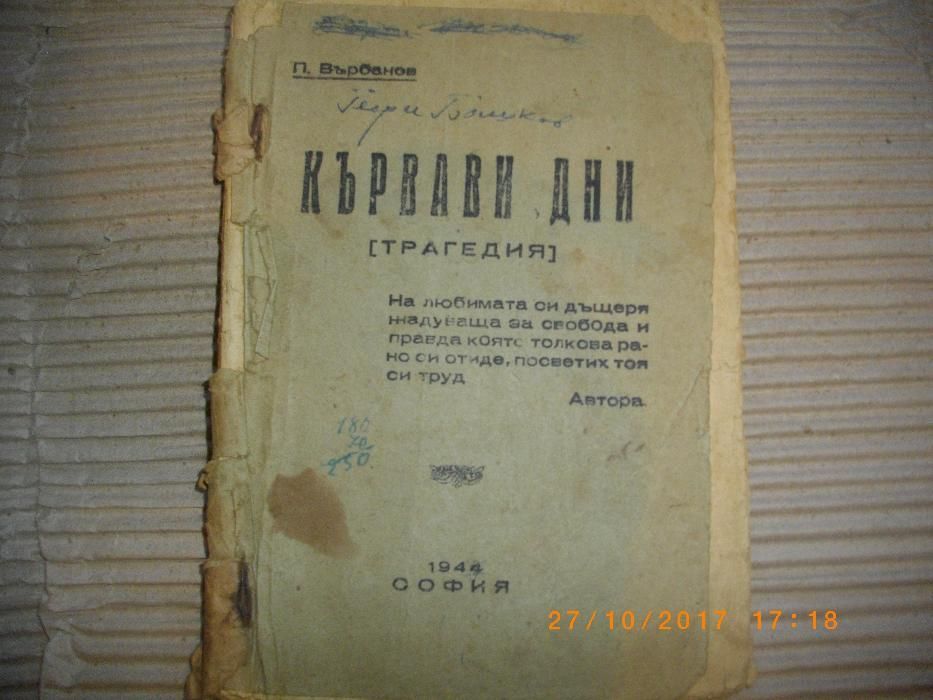 П. Върбанов
КЪРВАВИ ДНИ
[ТРАГЕДИЯ]
На любимата си дъщеря
жадуваща за свобода и
правда която толкова ра-
но си отиде, посветих тоя
си труд
Автора.
180
70
250.
1944
СОФИЯ
27/10/2017 17:18